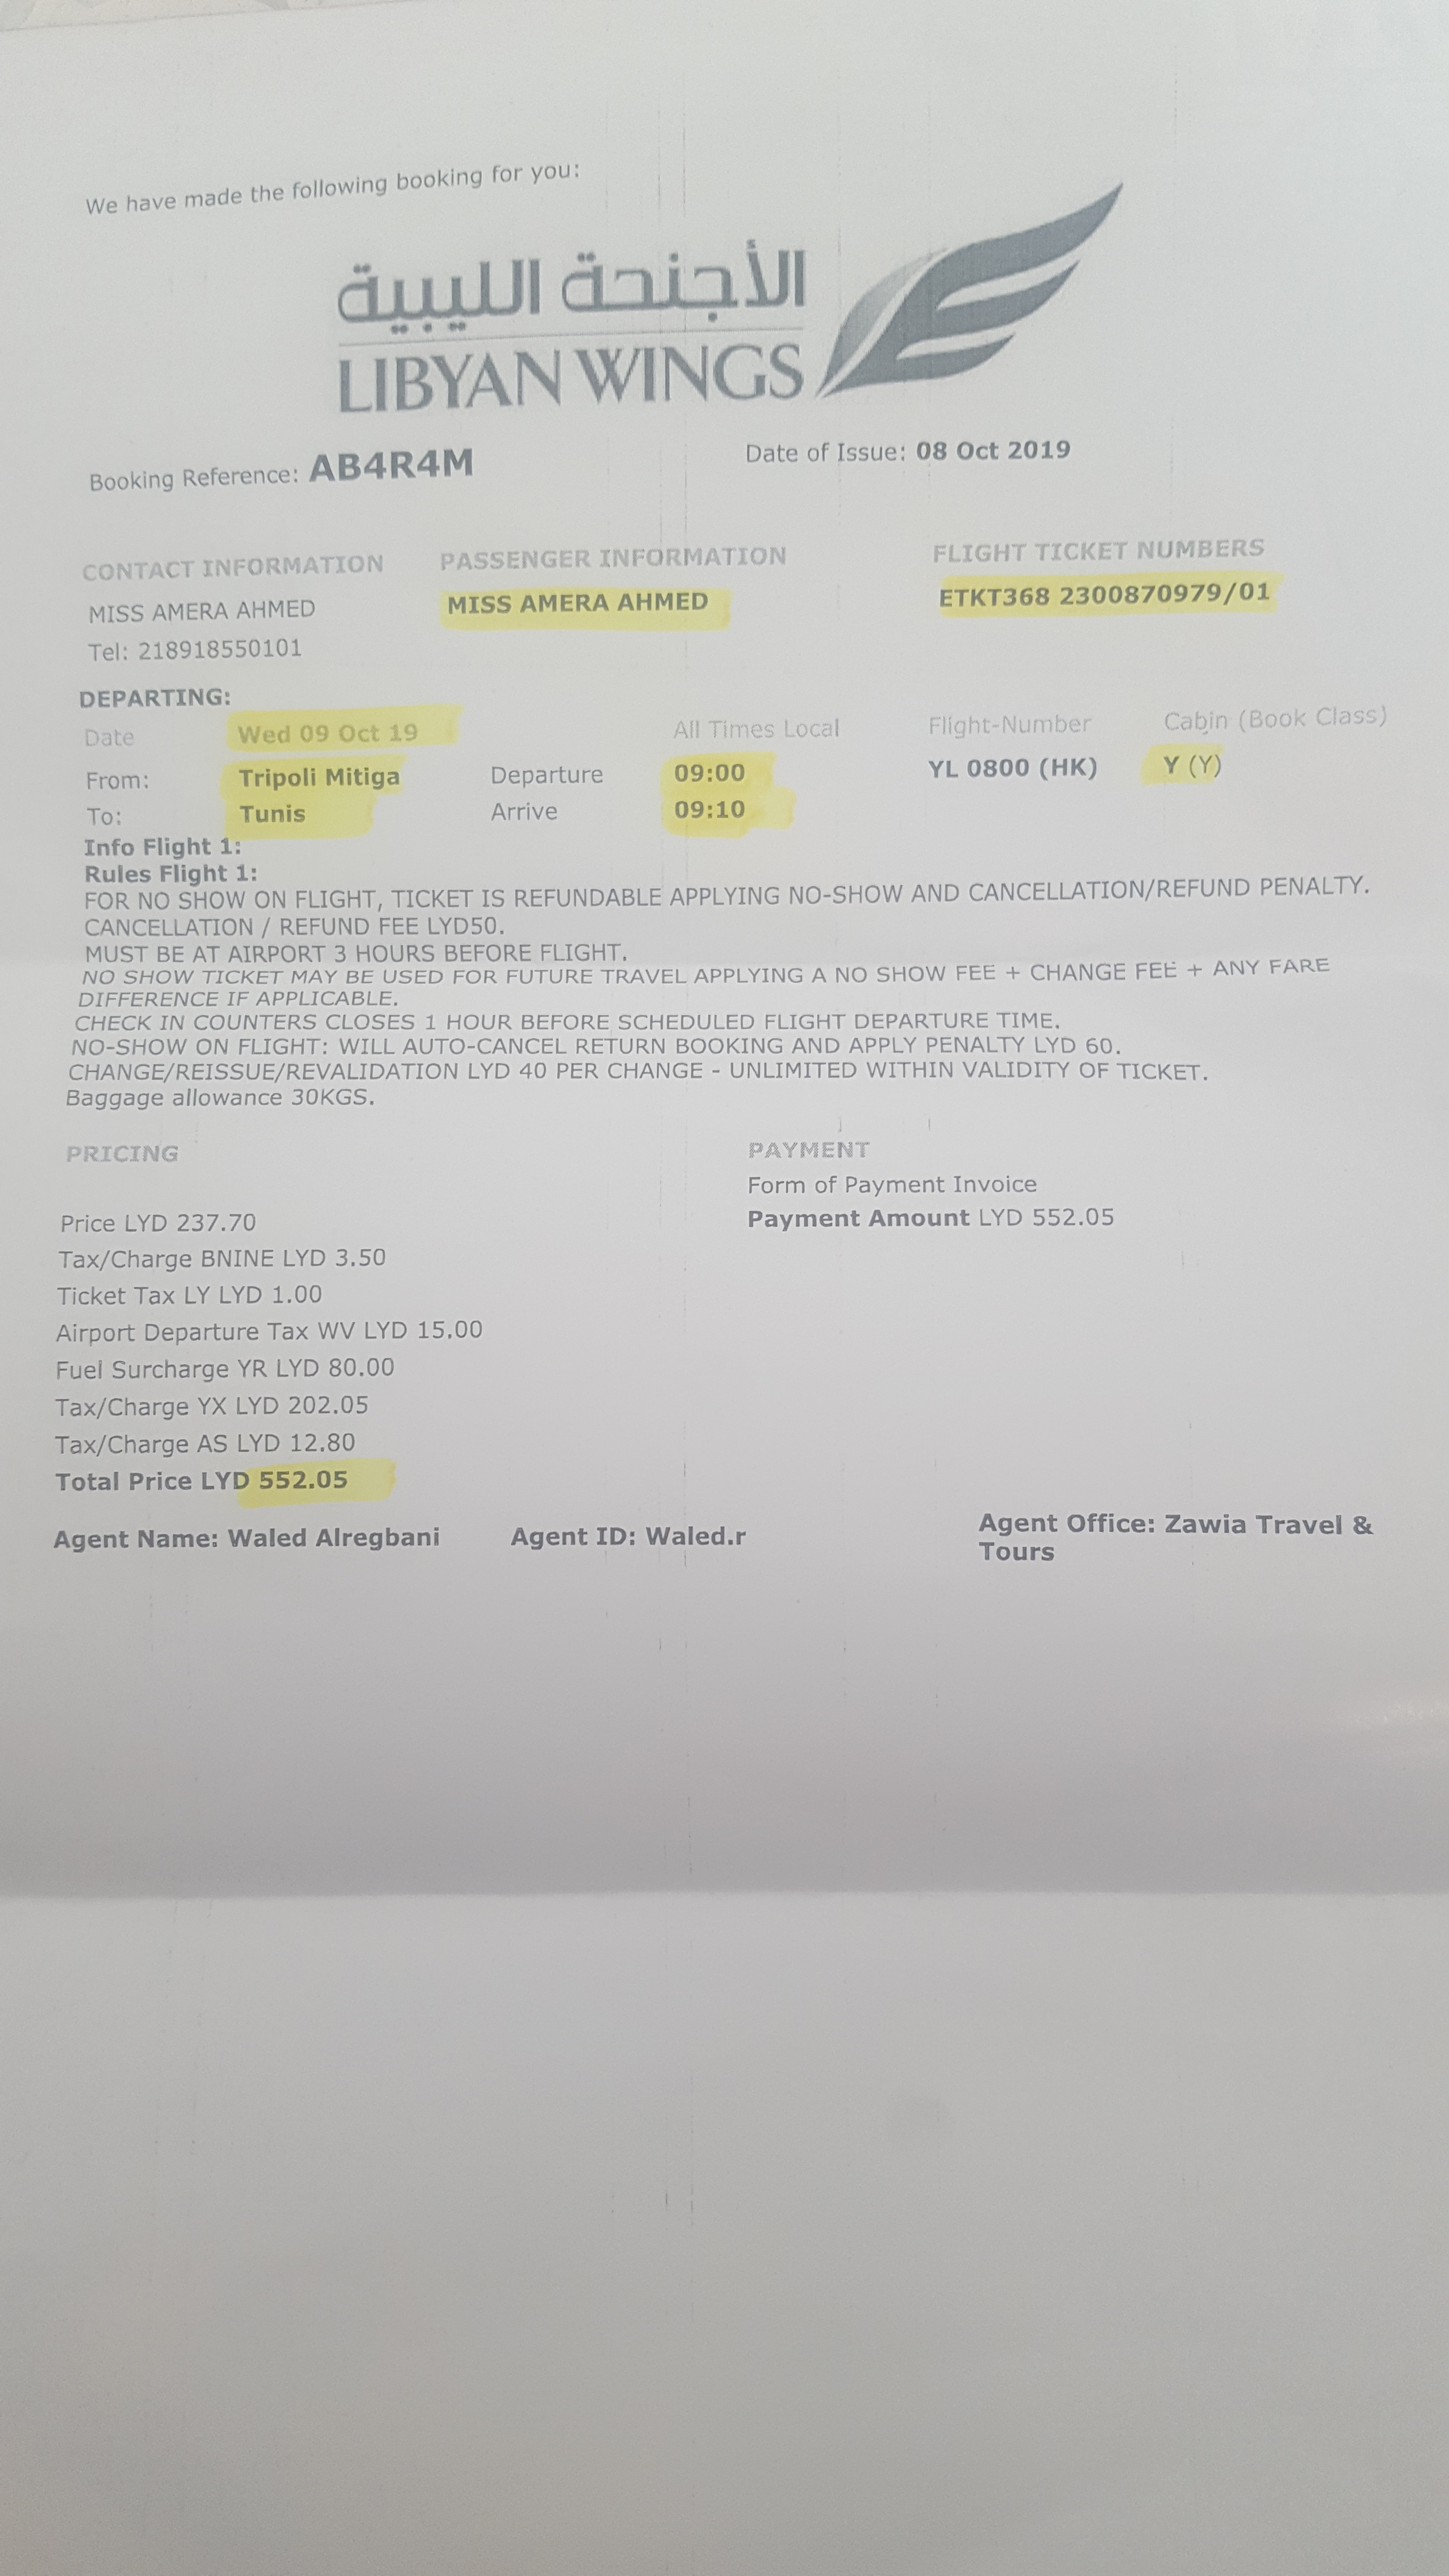 We have made the following booking for you:
الأجنحة الليبية
LIBYAN WINGS
Booking Reference: AB4R4M
Date of Issue: 08 Oct 2019
CONTACT INFORMATION
PASSENGER INFORMATION
FLIGHT TICKET NUMBERS
MISS AMERA AHMED
MISS AMERA AHMED
ETKT368 2300870979/01
Tel: 218918550101
DEPARTING:
Date Wed 09 Oct 19 All Times Local Flight-Number Cabin (Book Class)
From: Tripoli Mitiga Departure 09:00 YL 0800 (HK) Y (Y)
To: Tunis Arrive 09:10
Info Flight 1:
Rules Flight 1:
FOR NO SHOW ON FLIGHT, TICKET IS REFUNDABLE APPLYING NO-SHOW AND CANCELLATION/REFUND PENALTY.
CANCELLATION / REFUND FEE LYD50.
MUST BE AT AIRPORT 3 HOURS BEFORE FLIGHT.
NO SHOW TICKET MAY BE USED FOR FUTURE TRAVEL APPLYING A NO SHOW FEE + CHANGE FEE + ANY FARE
DIFFERENCE IF APPLICABLE.
CHECK IN COUNTERS CLOSES 1 HOUR BEFORE SCHEDULED FLIGHT DEPARTURE TIME.
NO-SHOW ON FLIGHT: WILL AUTO-CANCEL RETURN BOOKING AND APPLY PENALTY LYD 60.
CHANGE/REISSUE/REVALIDATION LYD 40 PER CHANGE - UNLIMITED WITHIN VALIDITY OF TICKET.
Baggage allowance 30KGS.
PRICING
PAYMENT
Form of Payment Invoice
Payment Amount LYD 552.05
Price LYD 237.70
Tax/Charge BNINE LYD 3.50
Ticket Tax LY LYD 1.00
Airport Departure Tax WV LYD 15.00
Fuel Surcharge YR LYD 80.00
Tax/Charge YX LYD 202.05
Tax/Charge AS LYD 12.80
Total Price LYD 552.05
Agent Name: Waled Alregbani
Agent ID: Waled.r
Agent Office: Zawia Travel &
Tours